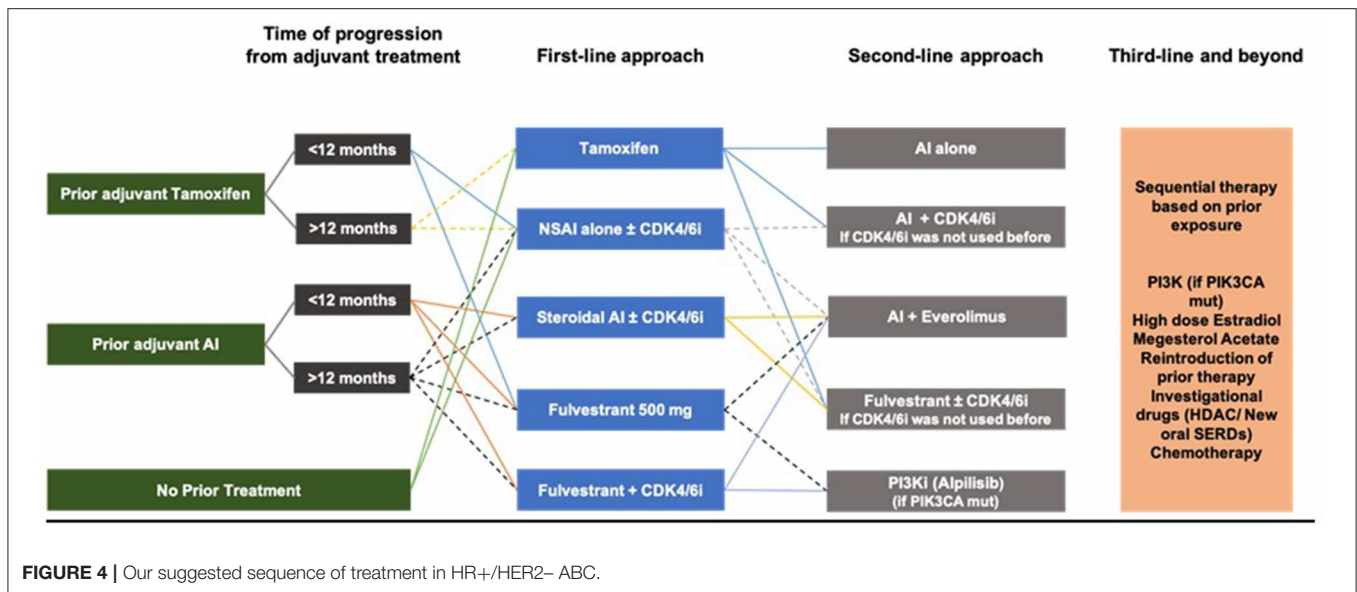 Time of progression
from adjuvant treatment
First-line approach
Second-line approach
Third-line and beyond
Prior adjuvant Tamoxifen
<12 months
>12 months
Prior adjuvant AI
<12 months
>12 months
No Prior Treatment
Tamoxifen
NSAI alone ± CDK4/6i
Steroidal AI ± CDK4/6i
Fulvestrant 500 mg
Fulvestrant + CDK4/6i
AI alone
AI + CDK4/6i
If CDK4/6i was not used before
AI + Everolimus
Fulvestrant ± CDK4/6i
If CDK4/6i was not used before
PI3Ki (Alpilisib)
(if PIK3CA mut)
Sequential therapy
based on prior
exposure
PI3K (if PIK3CA
mut)
High dose Estradiol
Megesterol Acetate
Reintroduction of
prior therapy
Investigational
drugs (HDAC/ New
oral SERDs)
Chemotherapy
FIGURE 4 | Our suggested sequence of treatment in HR+/HER2– ABC.